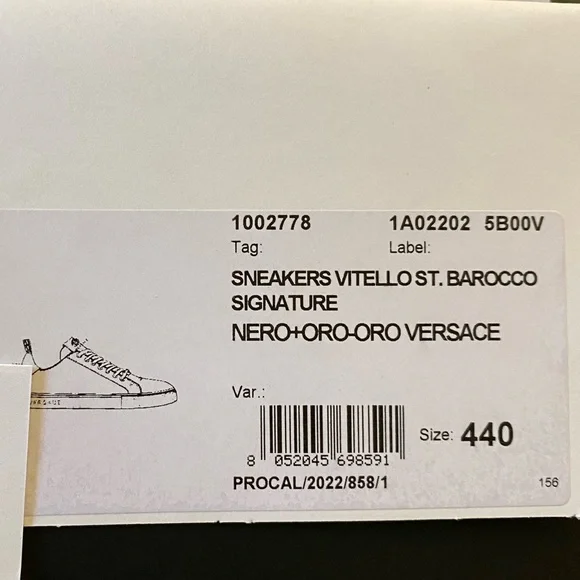 1002778 1A02202 5B00V
Tag: Label:
SNEAKERS VITELLO ST. BAROCCO
SIGNATURE
NERO+ORO-ORO VERSACE
Var.:
Size: 440
8 052045 698591
PROCAL/2022/858/1
156